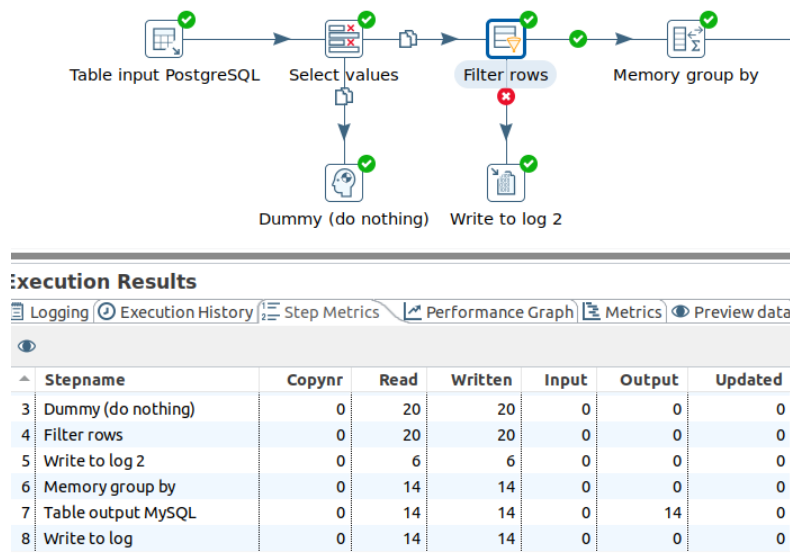 Table input PostgreSQL Select values Filter rows Memory group by
Dummy (do nothing) Write to log 2
Execution Results
Logging Execution History Step Metrics Performance Graph Metrics Preview data
Stepname Copynr Read Written Input Output Updated
3 Dummy (do nothing) 0 20 20 0 0 0
4 Filter rows 0 20 20 0 0 0
5 Write to log 2 0 6 6 0 0 0
6 Memory group by 0 14 14 0 0 0
7 Table output MySQL 0 14 14 0 14 0
8 Write to log 0 14 14 0 0 0